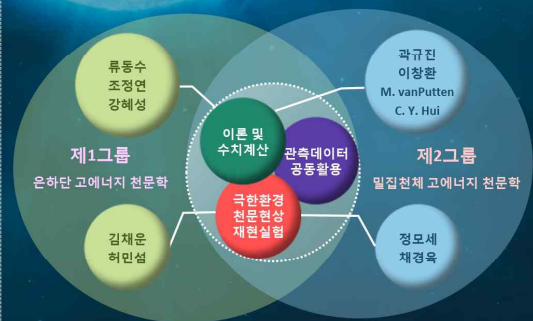 류동수
조정연
강혜성
곽규진
이창환
M. vanPutten
C. Y. Hui
이론 및
수치계산
관측데이터
공동활용
제1그룹
은하단 고에너지 천문학
제2그룹
밀집천체 고에너지 천문학
극한환경
천문현상
재현실험
김채운
허민섭
정모세
채경육